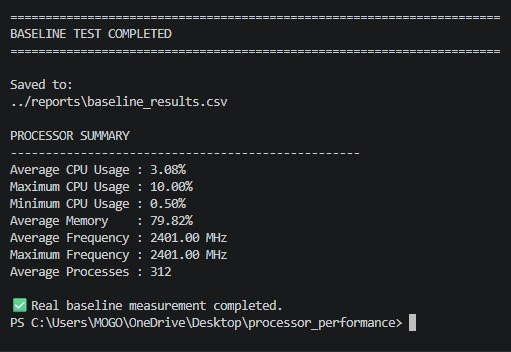 ======================================================================
BASELINE TEST COMPLETED
======================================================================
Saved to:
../reports\baseline_results.csv
PROCESSOR SUMMARY
--------------------------------------------------
Average CPU Usage : 3.08%
Maximum CPU Usage : 10.00%
Minimum CPU Usage : 0.50%
Average Memory    : 79.82%
Average Frequency : 2401.00 MHz
Maximum Frequency : 2401.00 MHz
Average Processes : 312
✅ Real baseline measurement completed.
PS C:\Users\MOGO\OneDrive\Desktop\processor_performance>